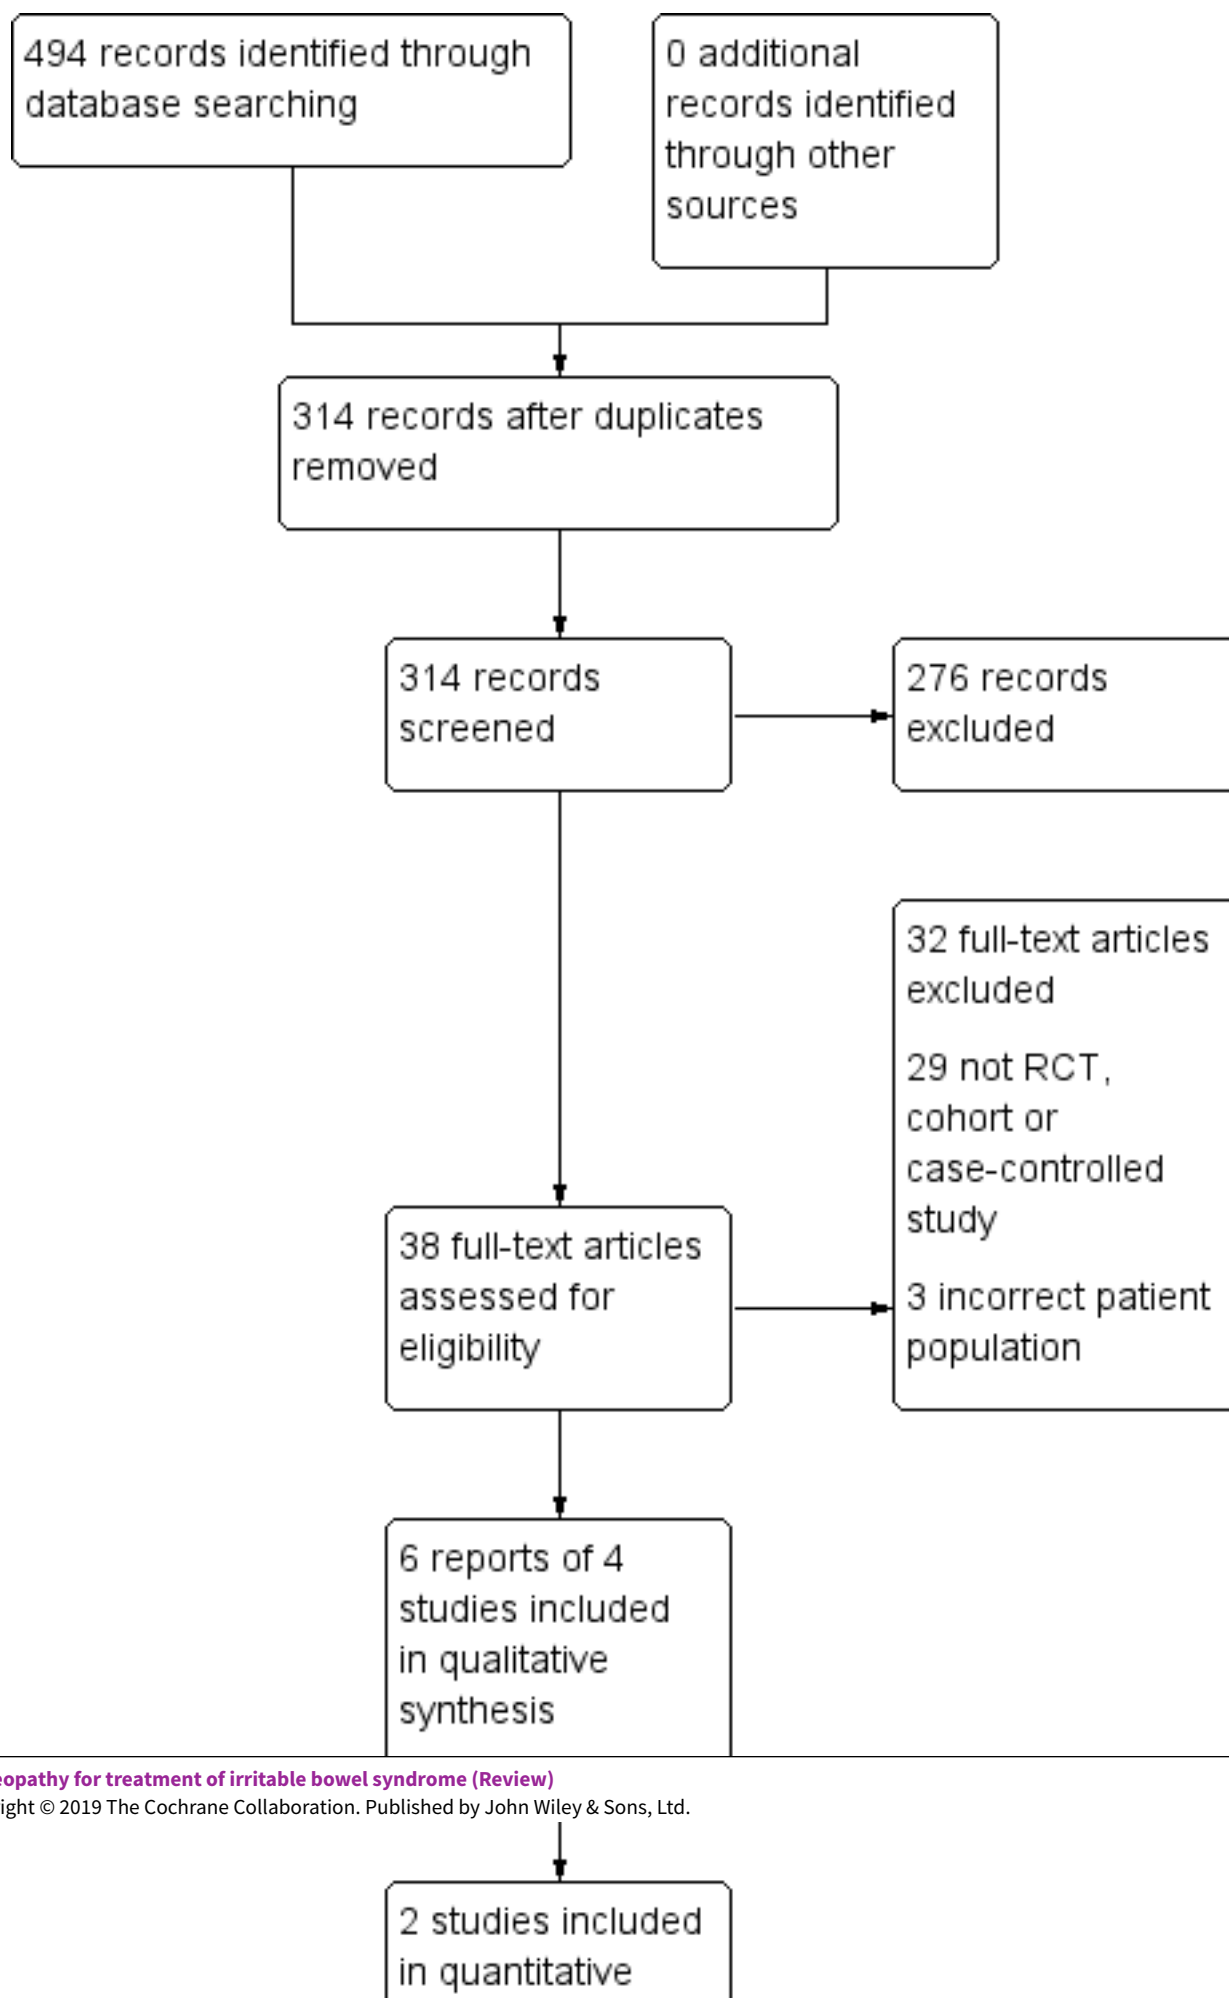 494 records identified through
database searching
0 additional
records identified
through other
sources
314 records after duplicates
removed
314 records
screened
276 records
excluded
32 full-text articles
excluded
29 not RCT,
cohort or
case-controlled
study
3 incorrect patient
population
38 full-text articles
assessed for
eligibility
6 reports of 4
studies included
in qualitative
synthesis
eopathy for treatment of irritable bowel syndrome (Review)
ight © 2019 The Cochrane Collaboration. Published by John Wiley & Sons, Ltd.
2 studies included
in quantitative